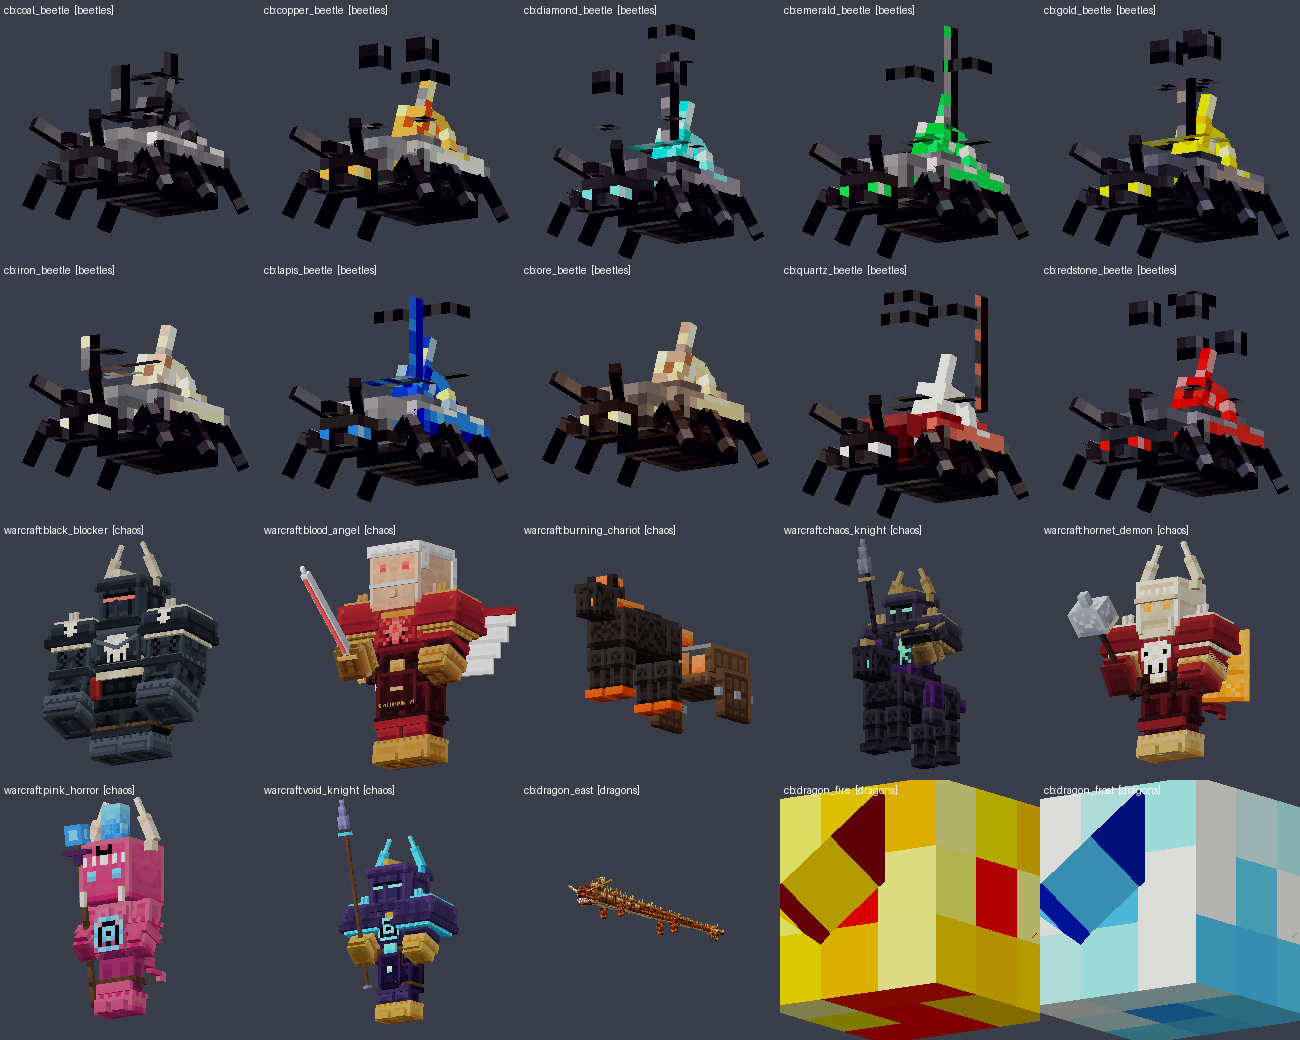 cb:coal_beetle [beetles]
cb:copper_beetle [beetles]
cb:diamond_beetle [beetles]
cb:emerald_beetle [beetles]
cb:gold_beetle [beetles]
cb:iron_beetle [beetles]
cb:lapis_beetle [beetles]
cb:ore_beetle [beetles]
cb:quartz_beetle [beetles]
cb:redstone_beetle [beetles]
warcraft:black_blocker [chaos]
warcraft:blood_angel [chaos]
warcraft:burning_chariot [chaos]
warcraft:chaos_knight [chaos]
warcraft:hornet_demon [chaos]
warcraft:pink_horror [chaos]
warcraft:void_knight [chaos]
cb:dragon_east [dragons]
cb:dragon_fire [dragons]
cb:dragon_frost [dragons]